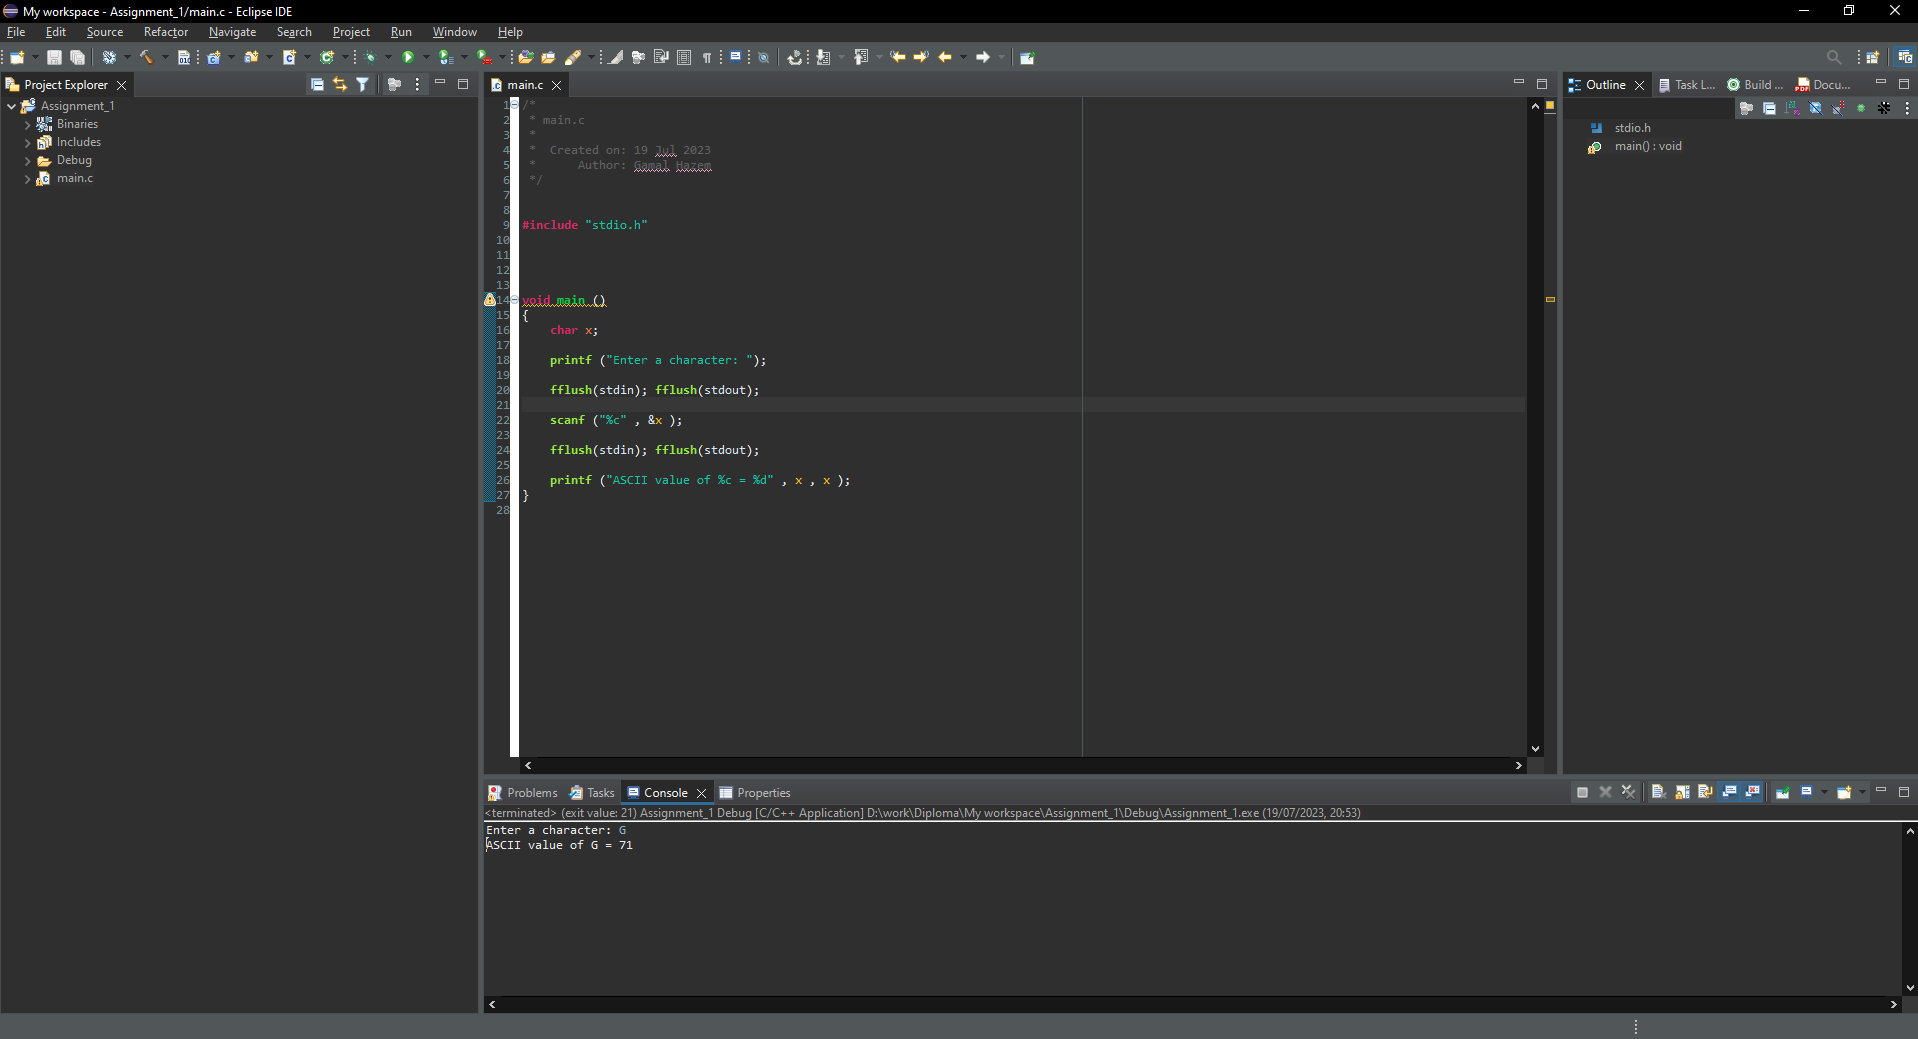 My workspace - Assignment_1/main.c - Eclipse IDE
File Edit Source Refactor Navigate Search Project Run Window Help
Project Explorer
Assignment_1
Binaries
Includes
Debug
main.c
main.c
1 /*
2  * main.c
3  *
4  *  Created on: 19 Jul 2023
5  *      Author: Gamal Hazem
6  */
7
8
9 #include "stdio.h"
10
11
12
13
14 void main ()
15 {
16     char x;
17
18     printf ("Enter a character: ");
19
20     fflush(stdin); fflush(stdout);
21
22     scanf ("%c" , &x );
23
24     fflush(stdin); fflush(stdout);
25
26     printf ("ASCII value of %c = %d" , x , x );
27 }
28
Outline Task L... Build ... Docu...
stdio.h
main() : void
Problems Tasks Console Properties
<terminated> (exit value: 21) Assignment_1 Debug [C/C++ Application] D:\work\Diploma\My workspace\Assignment_1\Debug\Assignment_1.exe (19/07/2023, 20:53)
Enter a character: G
ASCII value of G = 71